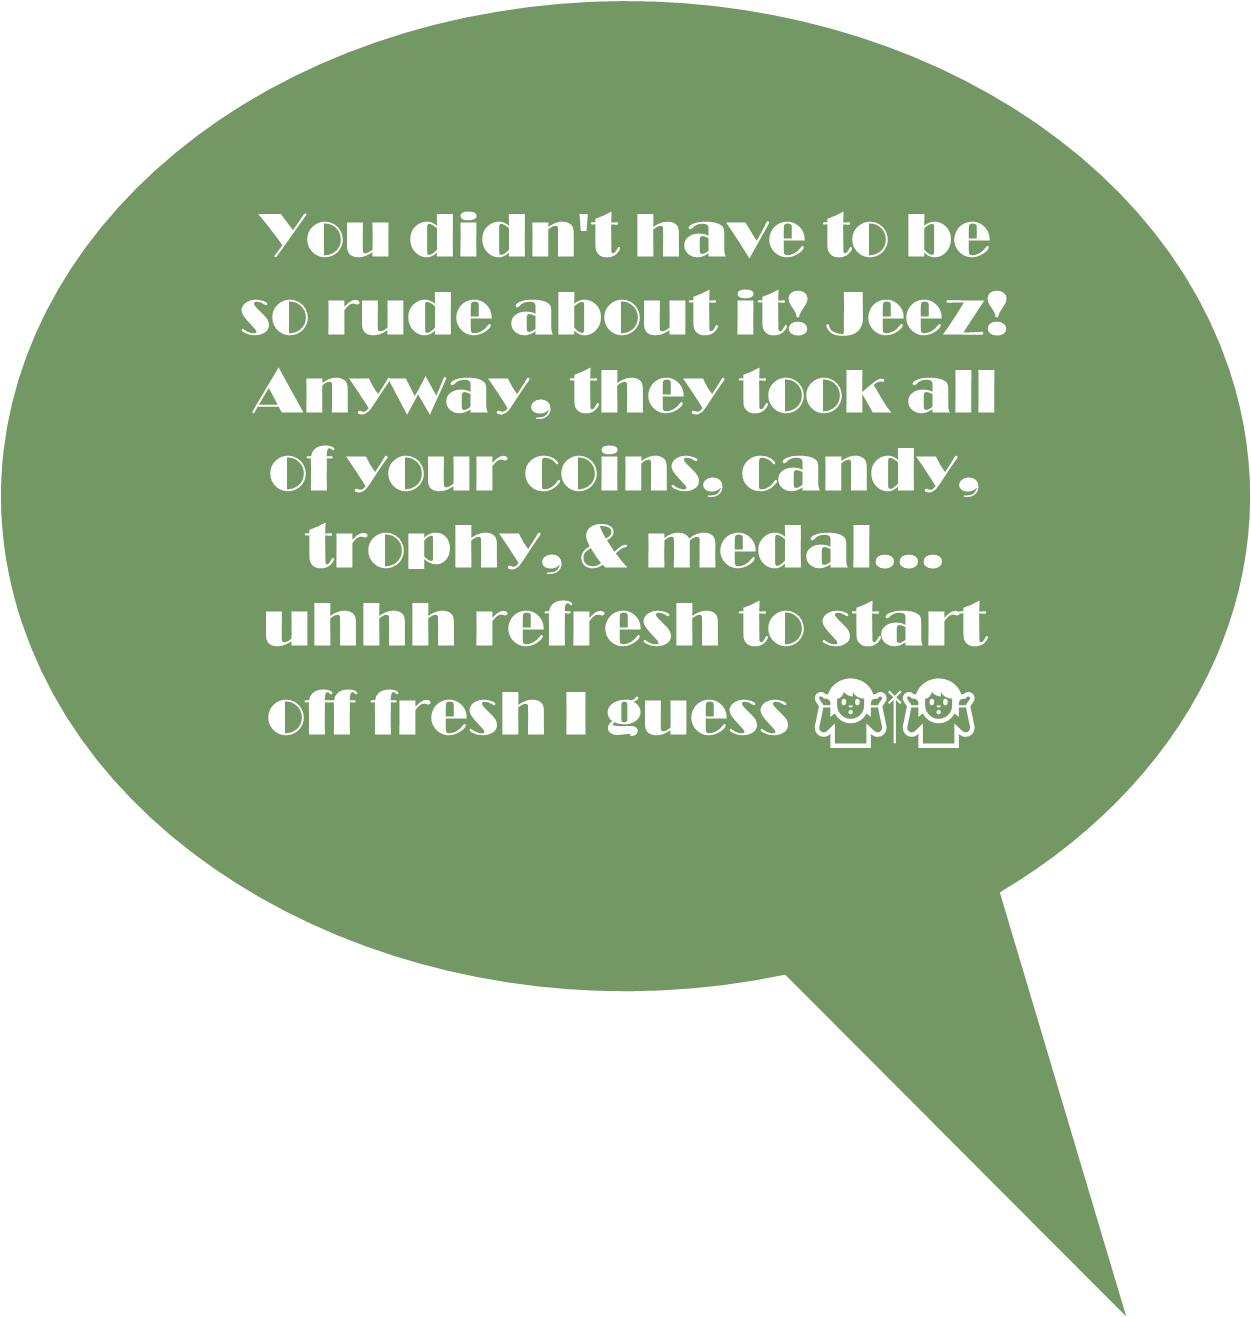 You didn't have to be
so rude about it! Jeez!
Anyway, they took all
of your coins, candy,
trophy, & medal...
uhhh refresh to start
off fresh I guess